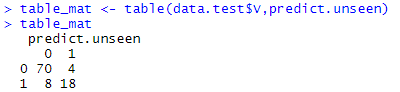 > table_mat <- table(data.test$V,predict.unseen)
> table_mat
predict.unseen
0 1
0 70 4
1 8 18